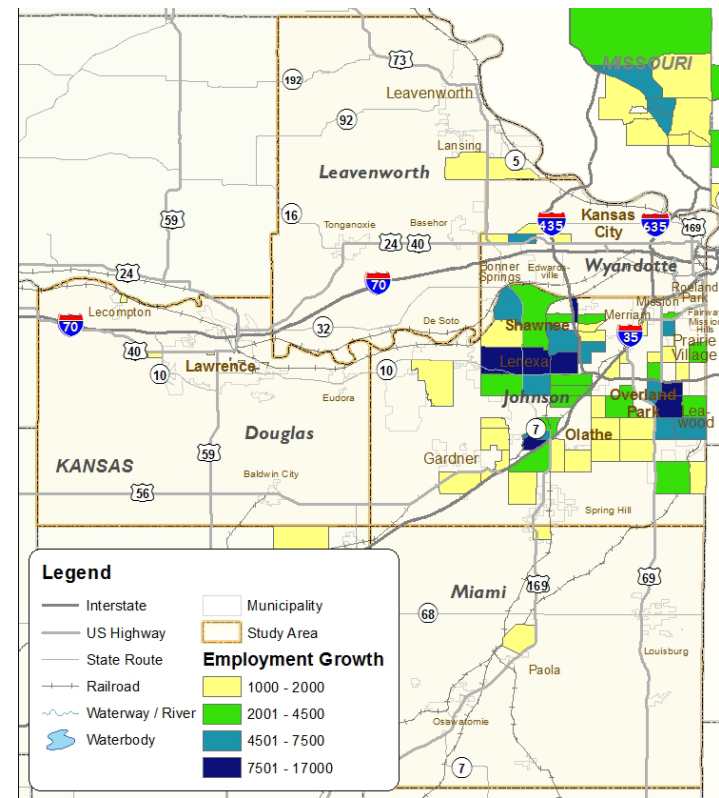 MISSOURI
73
192
Leavenworth
92
Lansing
5
Leavenworth
59
16
Tonganoxie
Basehor
435
Kansas
City
635
169
24
40
24
70
Bonner
Springs
Edwards-
ville
Wyandotte
Lecompton
70
32
De Soto
Shawnee
Merriam
Mission
Roeland
Park
Fairway
Mission
Hills
35
Prairie
Village
40
10
Lawrence
10
Lenexa
Eudora
Johnson
Overland
Park
Lea-
wood
Douglas
7
Olathe
KANSAS
59
Gardner
Baldwin City
56
Spring Hill
Miami
169
69
68
Louisburg
Paola
Osawatomie
7
Legend
Interstate
US Highway
State Route
Railroad
Waterway / River
Waterbody
Municipality
Study Area
Employment Growth
1000 - 2000
2001 - 4500
4501 - 7500
7501 - 17000